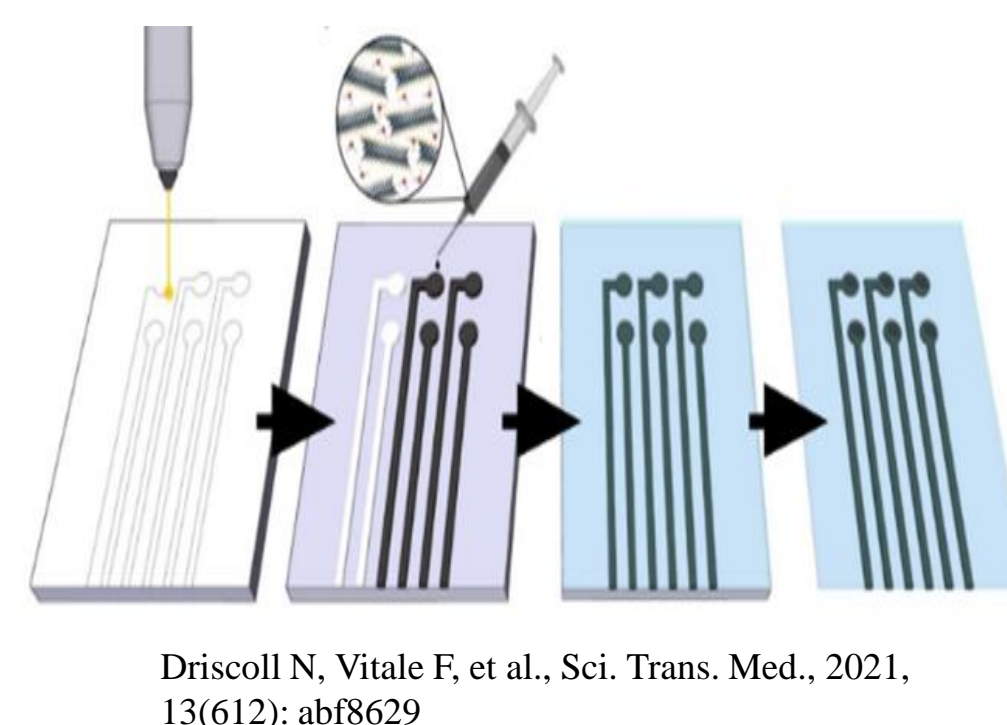 Driscoll N, Vitale F, et al., Sci. Trans. Med., 2021,
13(612): abf8629